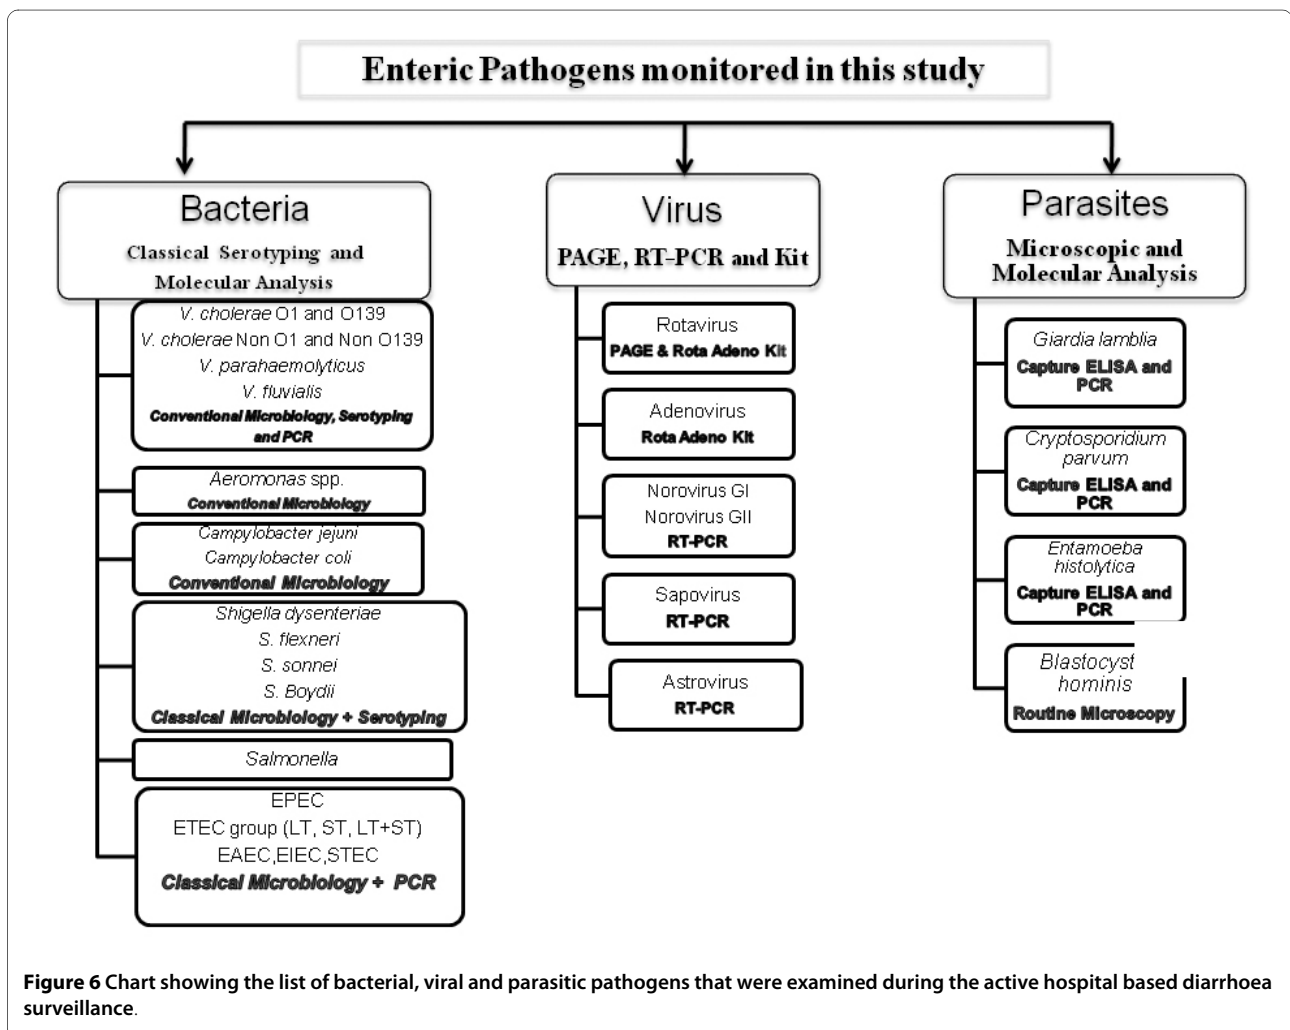 Enteric Pathogens monitored in this study
Bacteria
Classical Serotyping and
Molecular Analysis
V. cholerae O1 and O139
V. cholerae Non O1 and Non O139
V. parahaemolyticus
V. fluvialis
Conventional Microbiology, Serotyping
and PCR
Aeromonas spp.
Conventional Microbiology
Campylobacter jejuni
Campylobacter coli
Conventional Microbiology
Shigella dysenteriae
S. flexneri
S. sonnei
S. Boydii
Classical Microbiology + Serotyping
Salmonella
EPEC
ETEC group (LT, ST, LT+ST)
EAEC,EIEC,STEC
Classical Microbiology + PCR
Virus
PAGE, RT-PCR and Kit
Rotavirus
PAGE & Rota Adeno Kit
Adenovirus
Rota Adeno Kit
Norovirus GI
Norovirus GII
RT-PCR
Sapovirus
RT-PCR
Astrovirus
RT-PCR
Parasites
Microscopic and
Molecular Analysis
Giardia lamblia
Capture ELISA and
PCR
Cryptosporidium
parvum
Capture ELISA and
PCR
Entamoeba
histolytica
Capture ELISA and
PCR
Blastocyst
hominis
Routine Microscopy
Figure 6 Chart showing the list of bacterial, viral and parasitic pathogens that were examined during the active hospital based diarrhoea
surveillance.